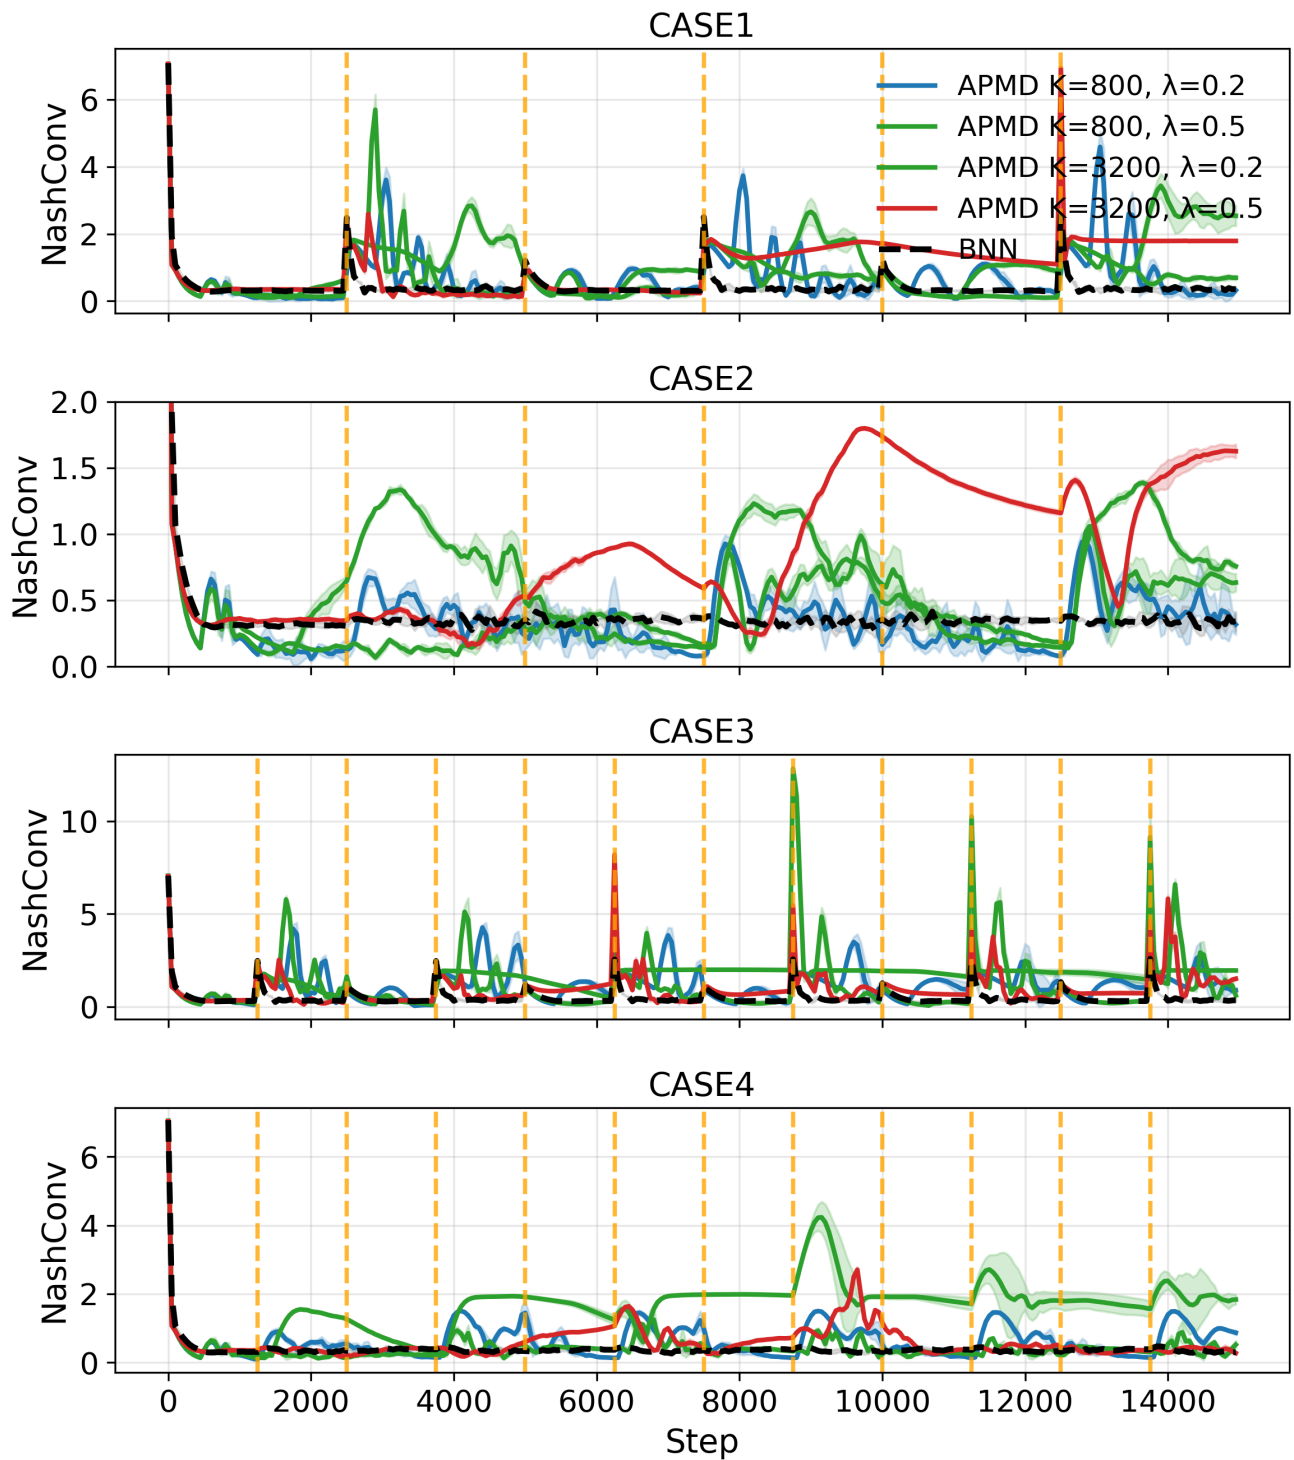 CASE1
NashConv
6
4
2
0
APMD K=800, λ=0.2
APMD K=800, λ=0.5
APMD K=3200, λ=0.2
APMD K=3200, λ=0.5
BNN
CASE2
NashConv
2.0
1.5
1.0
0.5
0.0
CASE3
NashConv
10
5
0
CASE4
NashConv
6
4
2
0
0 2000 4000 6000 8000 10000 12000 14000
Step